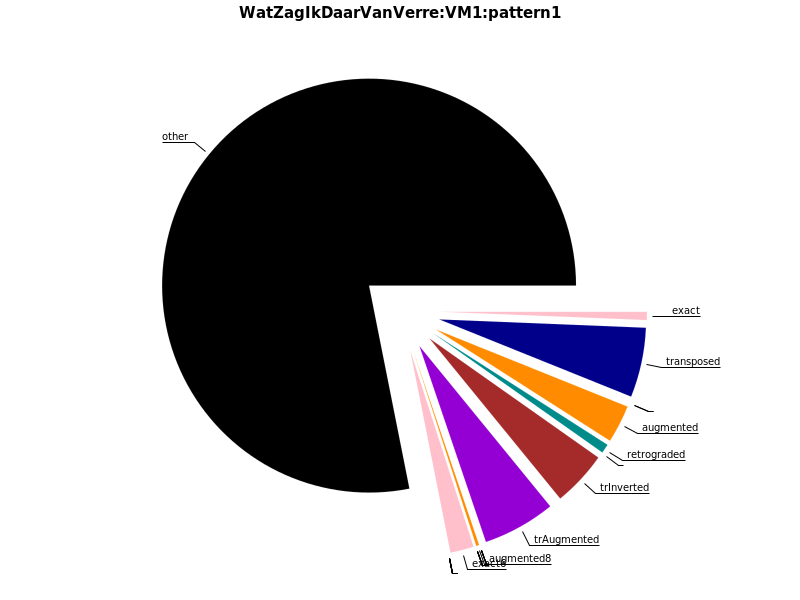 WatZagIkDaarVanVerre:VM1:pattern1
other
exact
transposed
augmented
retrograded
trInverted
trAugmented
augmented8
exact8